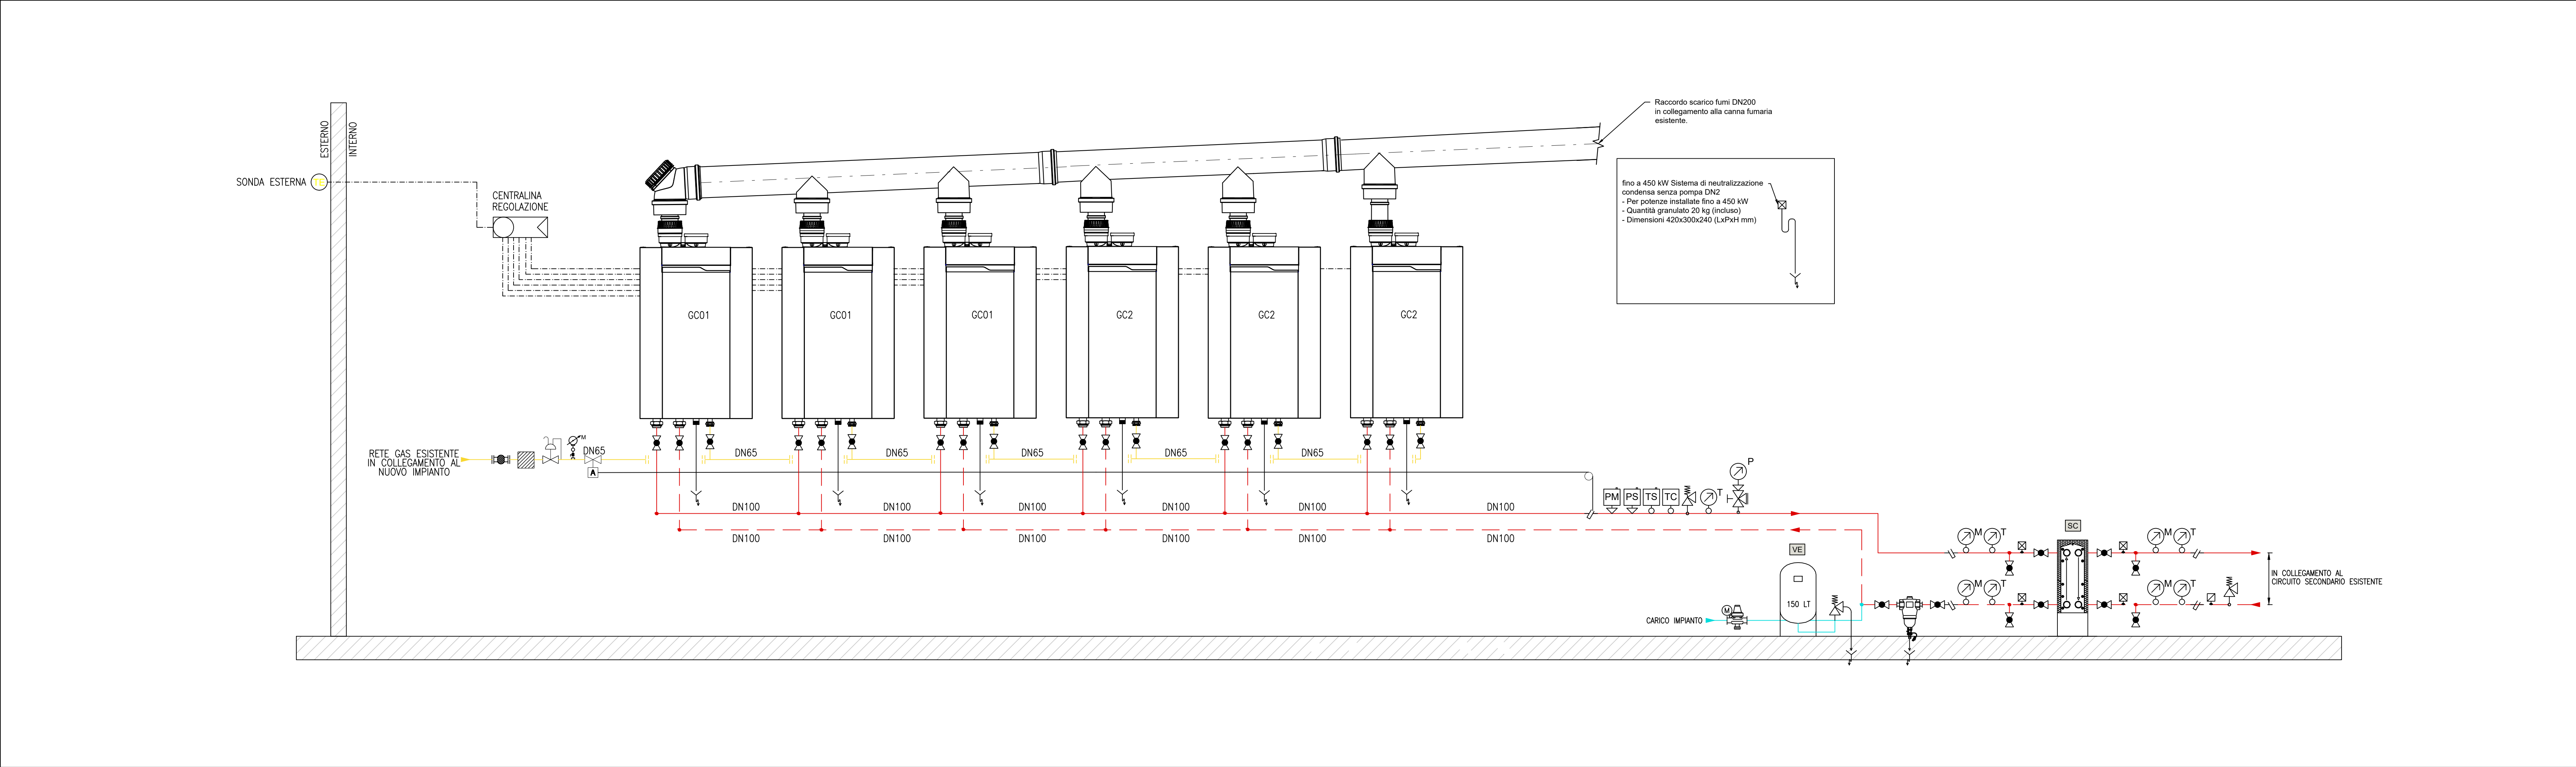 Raccordo scarico fumi DN200
in collegamento alla canna fumaria
esistente.
ESTERNO
INTERNO
SONDA ESTERNA
TE
CENTRALINA
REGOLAZIONE
fino a 450 kW Sistema di neutralizzazione
condensa senza pompa DN2
- Per potenze installate fino a 450 kW
- Quantità granulato 20 kg (incluso)
- Dimensioni 420x300x240 (LxPxH mm)
GC01
GC01
GC01
GC2
GC2
GC2
RETE GAS ESISTENTE
IN COLLEGAMENTO AL
NUOVO IMPIANTO
M
DN65
A
DN65
DN65
DN65
DN65
DN65
DN100
DN100
DN100
DN100
DN100
DN100
DN100
DN100
DN100
DN100
DN100
DN100
PM
PS
TS
TC
T
P
VE
150 LT
CARICO IMPIANTO
M
SC
M
T
M
T
M
T
M
T
IN COLLEGAMENTO AL
CIRCUITO SECONDARIO ESISTENTE